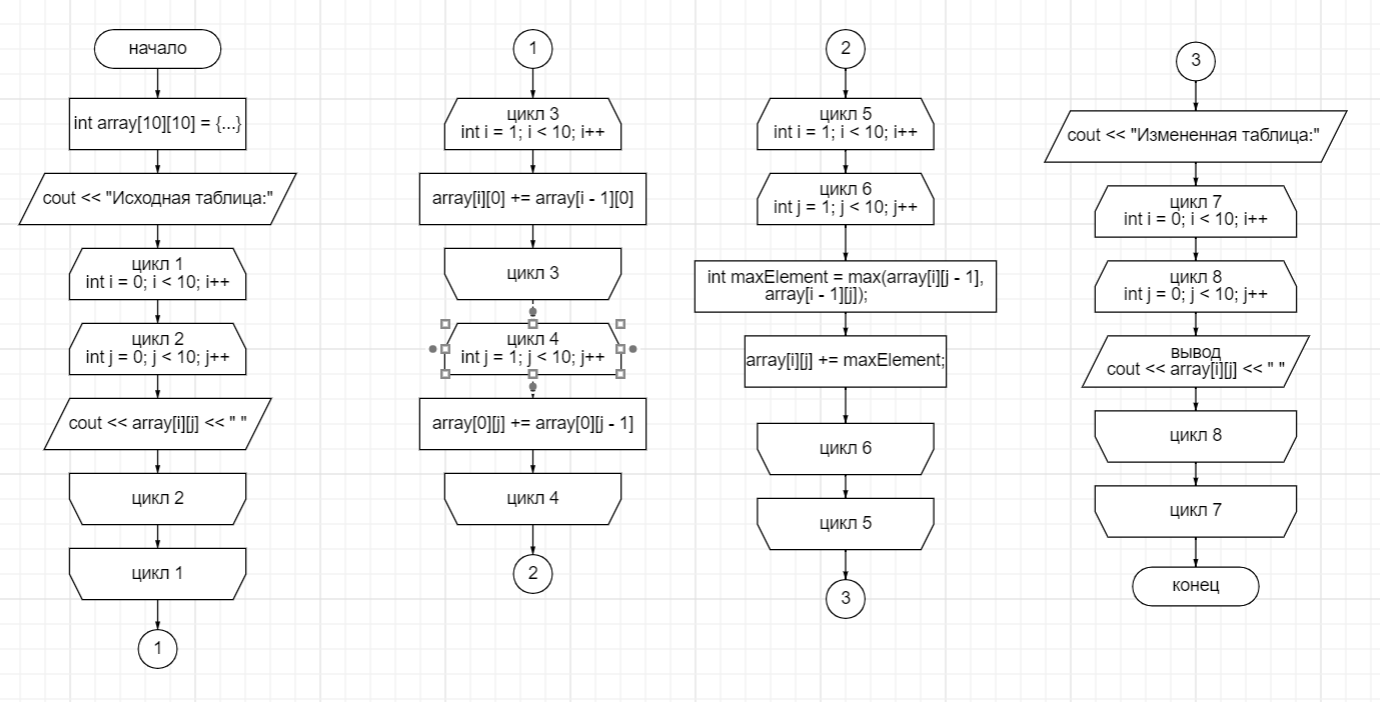 начало
int array[10][10] = {...}
cout << "Исходная таблица:"
цикл 1
int i = 0; i < 10; i++
цикл 2
int j = 0; j < 10; j++
cout << array[i][j] << " "
цикл 2
цикл 1
1
1
цикл 3
int i = 1; i < 10; i++
array[i][0] += array[i - 1][0]
цикл 3
цикл 4
int j = 1; j < 10; j++
array[0][j] += array[0][j - 1]
цикл 4
2
2
цикл 5
int i = 1; i < 10; i++
цикл 6
int j = 1; j < 10; j++
int maxElement = max(array[i][j - 1],
array[i - 1][j]);
array[i][j] += maxElement;
цикл 6
цикл 5
3
3
cout << "Измененная таблица:"
цикл 7
int i = 0; i < 10; i++
цикл 8
int j = 0; j < 10; j++
вывод
cout << array[i][j] << " "
цикл 8
цикл 7
конец